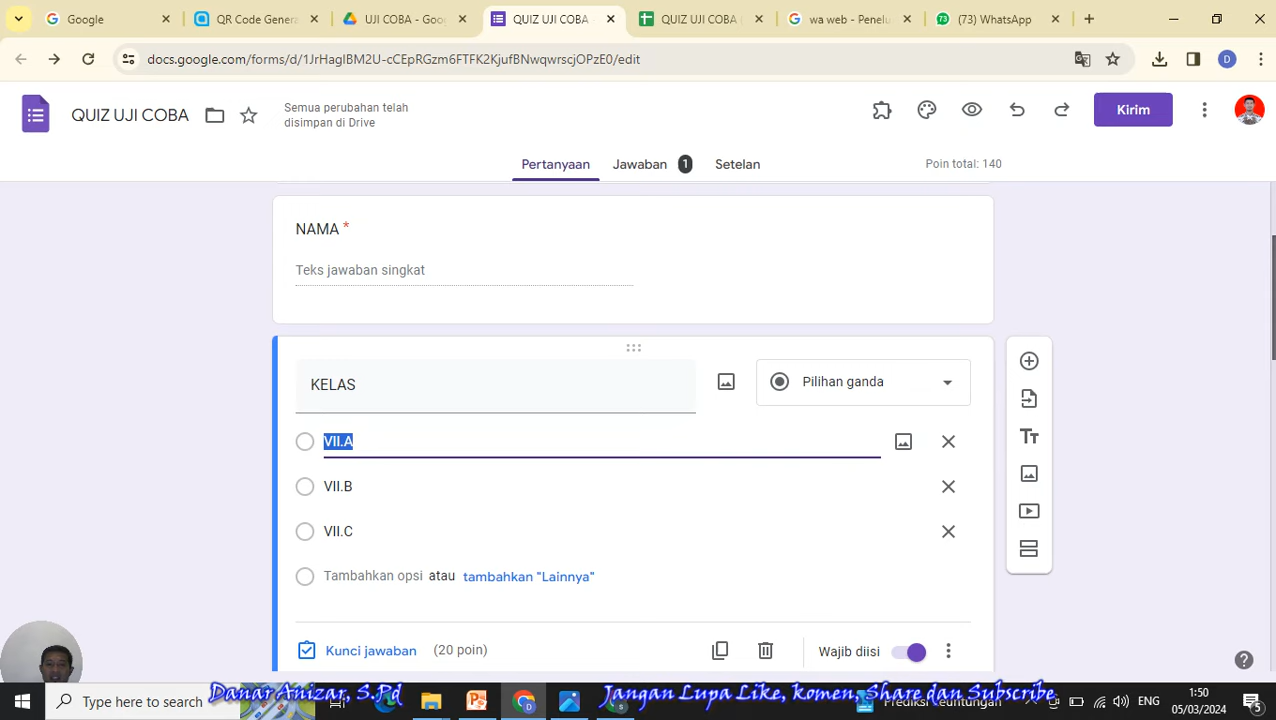 Google
QR Code Genera
UJI COBA - Goo
QUIZ UJI COBA -
QUIZ UJI COBA
wa web - Penelu
(73) WhatsApp
docs.google.com/forms/d/1JrHagIBM2U-cCEpRGzm6FTFK2KjufBNwqwrscjOPzE0/edit
D
QUIZ UJI COBA
Semua perubahan telah
disimpan di Drive
Kirim
Pertanyaan
Jawaban 1
Setelan
Poin total: 140
NAMA *
Teks jawaban singkat
KELAS
Pilihan ganda
VII.A
VII.B
VII.C
Tambahkan opsi atau tambahkan "Lainnya"
Kunci jawaban (20 poin)
Wajib diisi
Type here to search
Danar Anizar, S.Pd
Jangan Lupa Like, komen, Share dan Subscribe
Prediksi keuntungan
ENG
1:50
05/03/2024
5